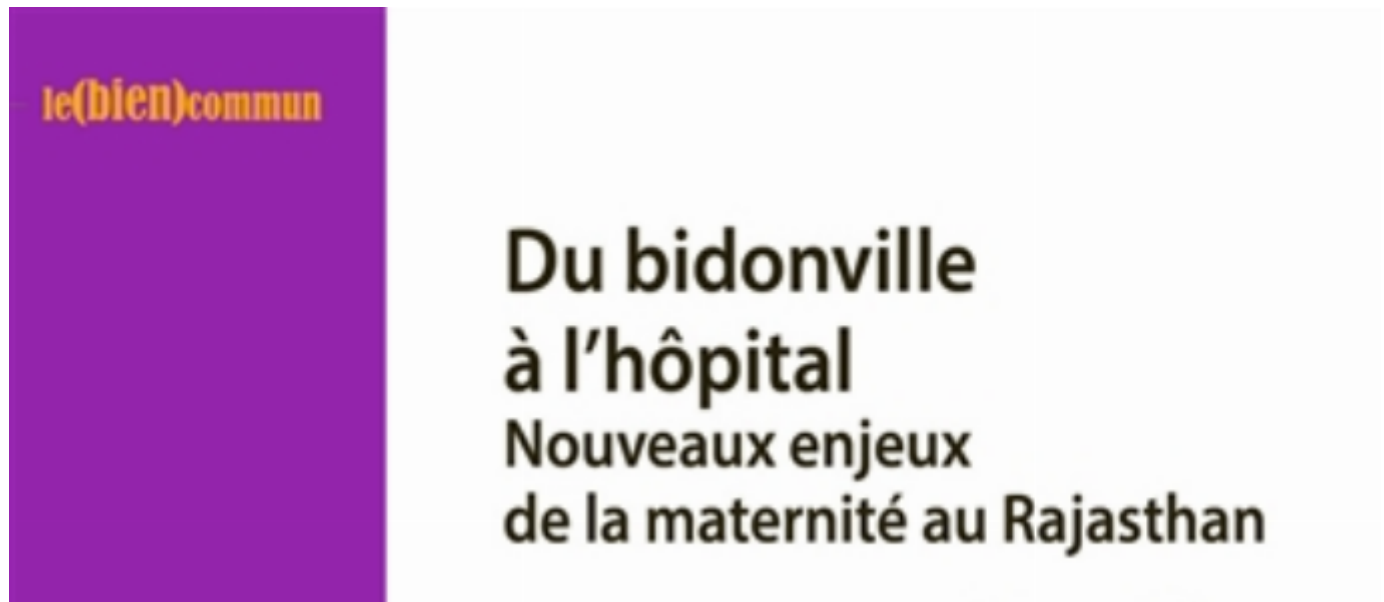 le(bien)commun
Du bidonville
à l’hôpital
Nouveaux enjeux
de la maternité au Rajasthan